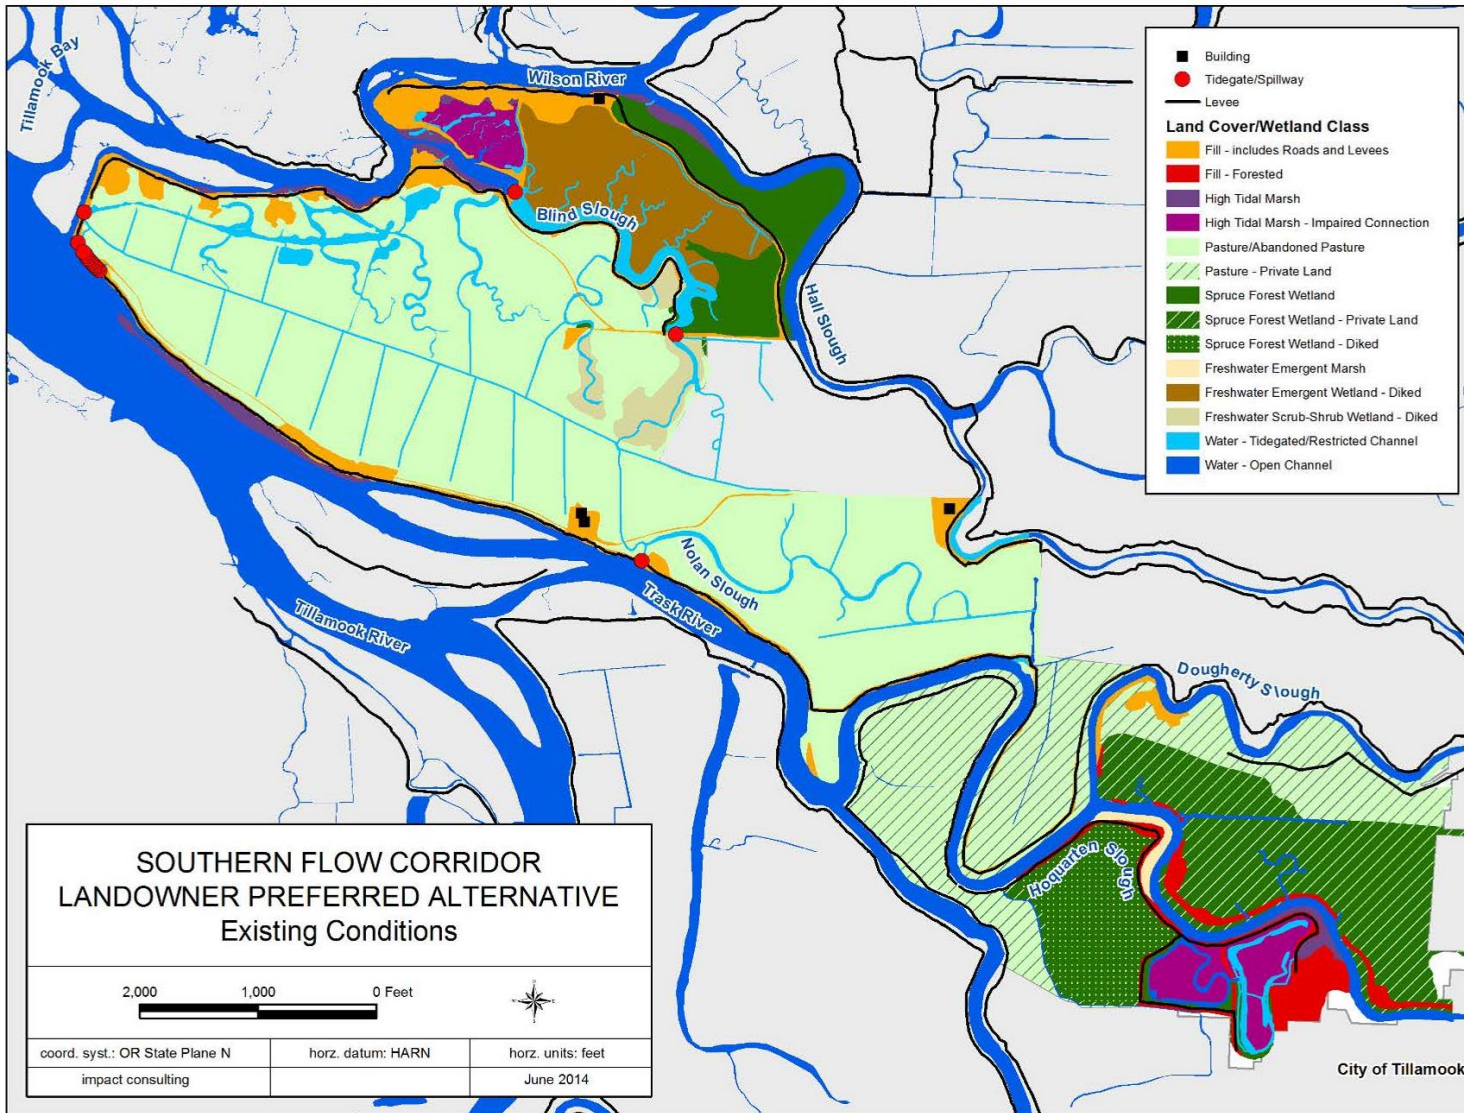 Tillamook Bay
Wilson River
Blind Slough
Hall Slough
Nolan Slough
Trask River
Tillamook River
Dougherty Slough
Hoquarten Slough
City of Tillamook
Building
Tidegate/Spillway
Levee
Land Cover/Wetland Class
Fill - includes Roads and Levees
Fill - Forested
High Tidal Marsh
High Tidal Marsh - Impaired Connection
Pasture/Abandoned Pasture
Pasture - Private Land
Spruce Forest Wetland
Spruce Forest Wetland - Private Land
Spruce Forest Wetland - Diked
Freshwater Emergent Marsh
Freshwater Emergent Wetland - Diked
Freshwater Scrub-Shrub Wetland - Diked
Water - Tidegated/Restricted Channel
Water - Open Channel
SOUTHERN FLOW CORRIDOR
LANDOWNER PREFERRED ALTERNATIVE
Existing Conditions
2,000 1,000 0 Feet
coord. syst.: OR State Plane N horz. datum: HARN horz. units: feet
impact consulting June 2014